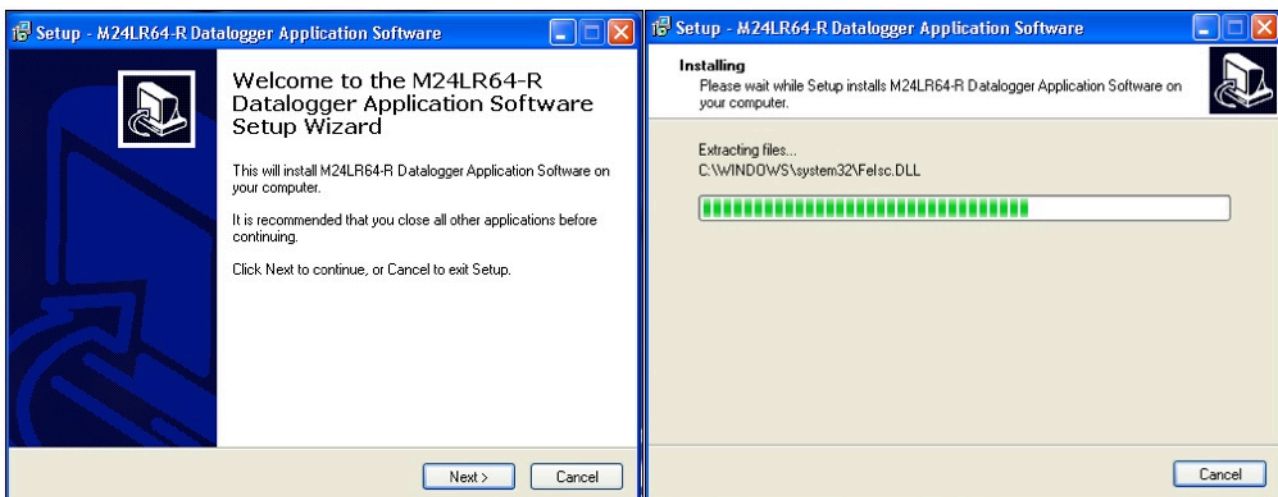 Setup - M24LR64-R Datalogger Application Software
Welcome to the M24LR64-R
Datalogger Application Software
Setup Wizard
This will install M24LR64-R Datalogger Application Software on
your computer.
It is recommended that you close all other applications before
continuing.
Click Next to continue, or Cancel to exit Setup.
Next >
Cancel
Setup - M24LR64-R Datalogger Application Software
Installing
Please wait while Setup installs M24LR64-R Datalogger Application Software on
your computer.
Extracting files...
C:\WINDOWS\system32\FeIsc.DLL
Cancel